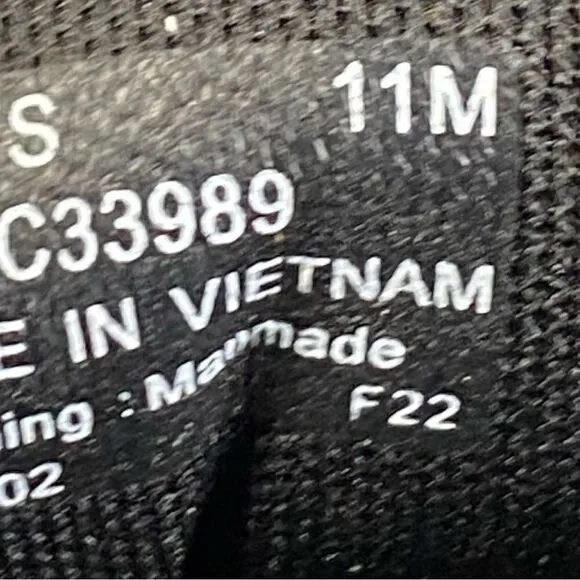 S 11M
C33989
E IN VIETNAM
ing : Manmade
F22
02